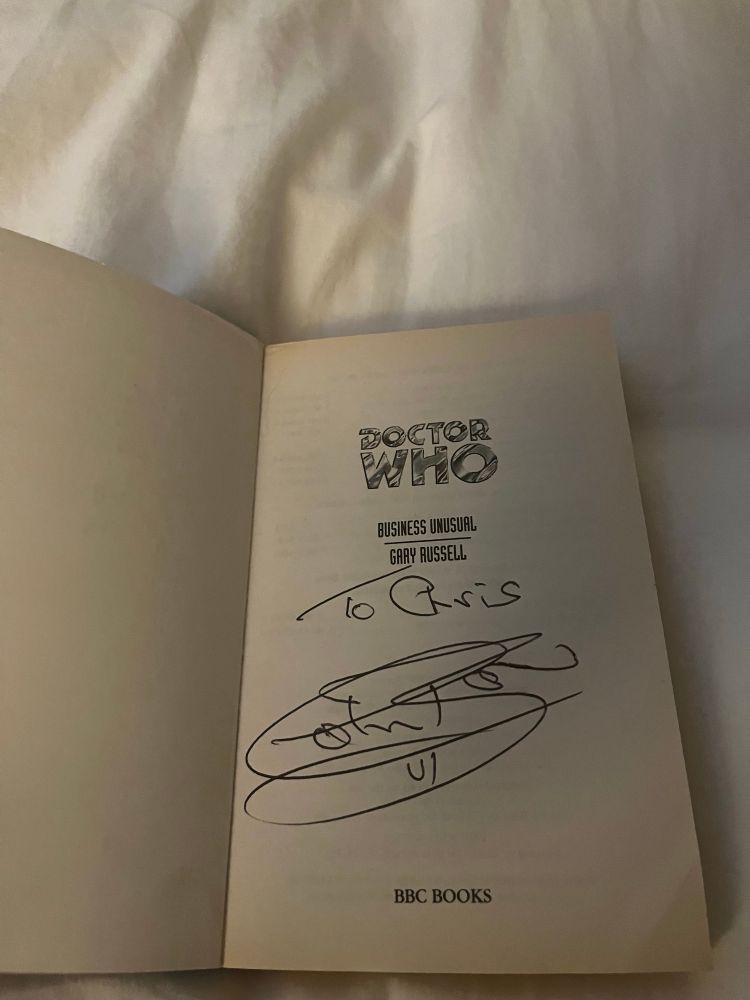 DOCTOR
WHO
BUSINESS UNUSUAL
GARY RUSSELL
To Chris
VI
BBC BOOKS